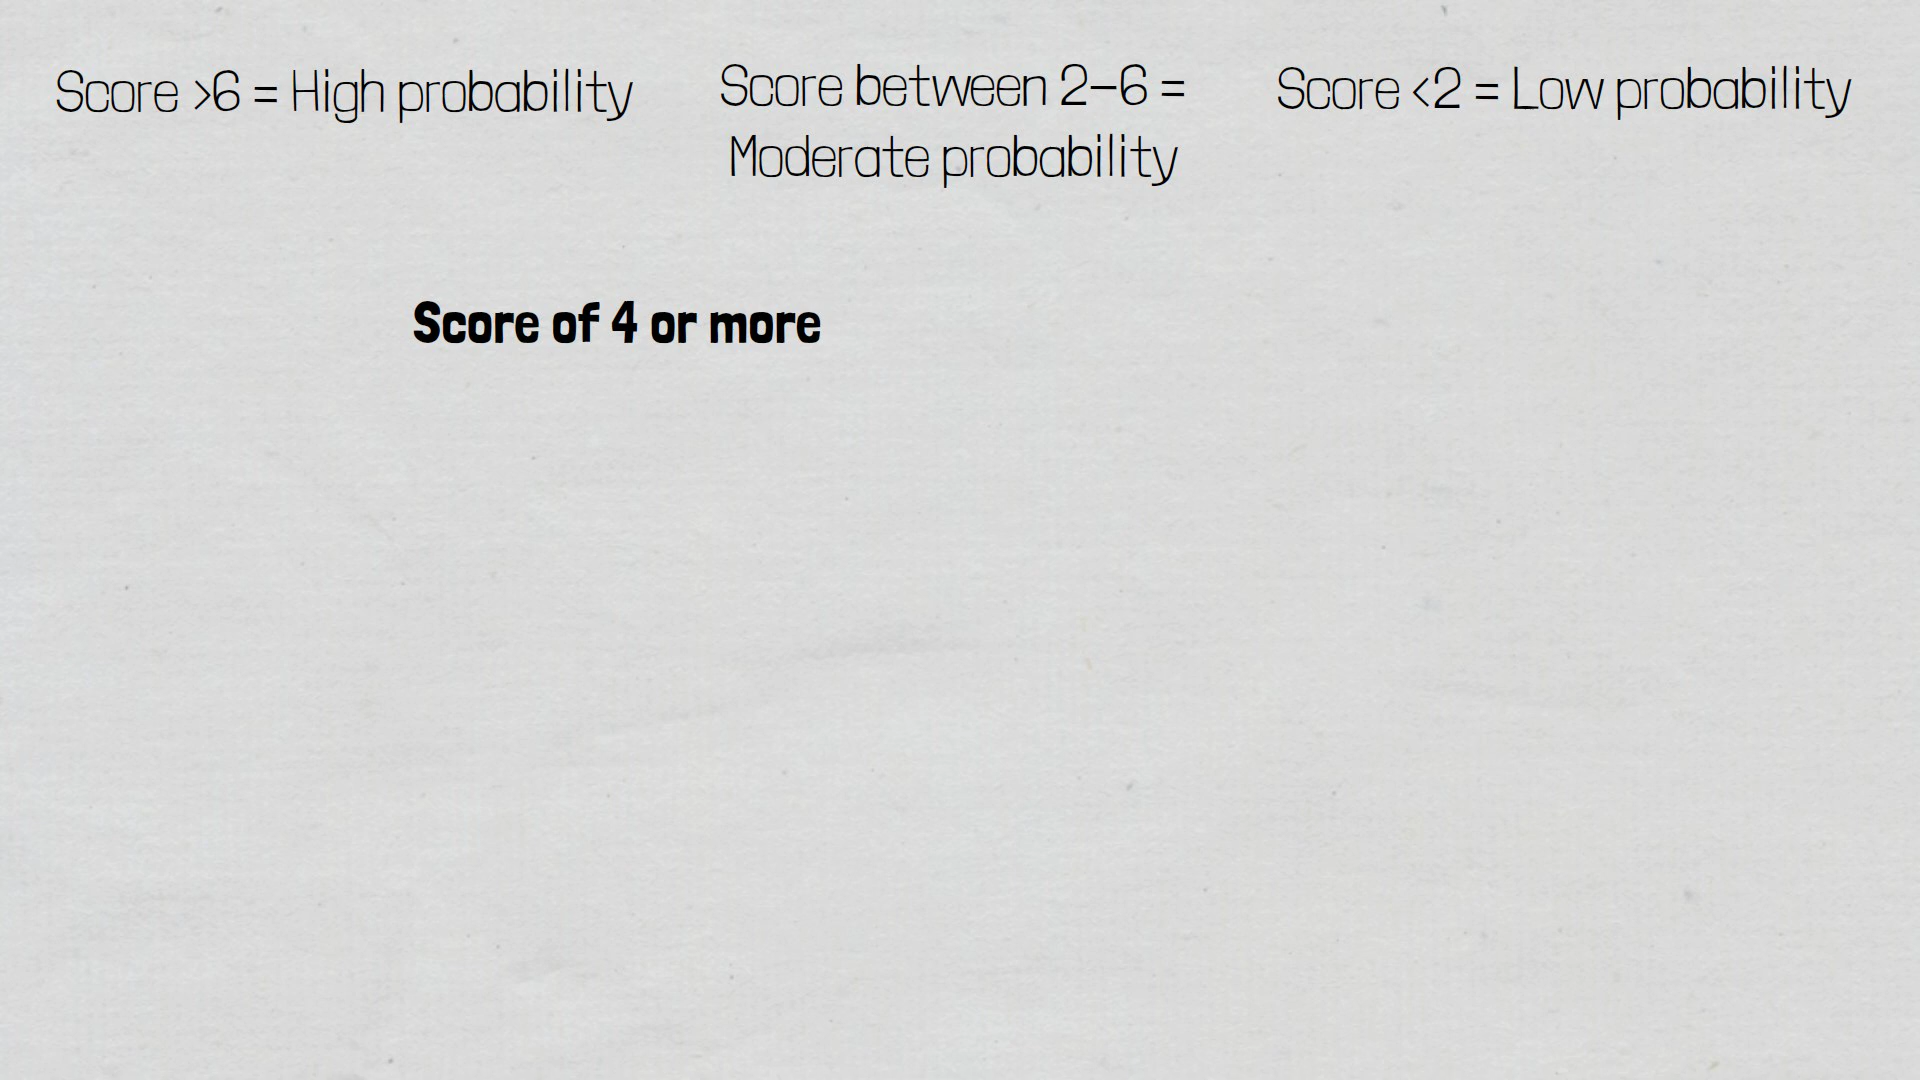 Score >6 = High probability
Score between 2-6 =
Moderate probability
Score <2 = Low probability
Score of 4 or more